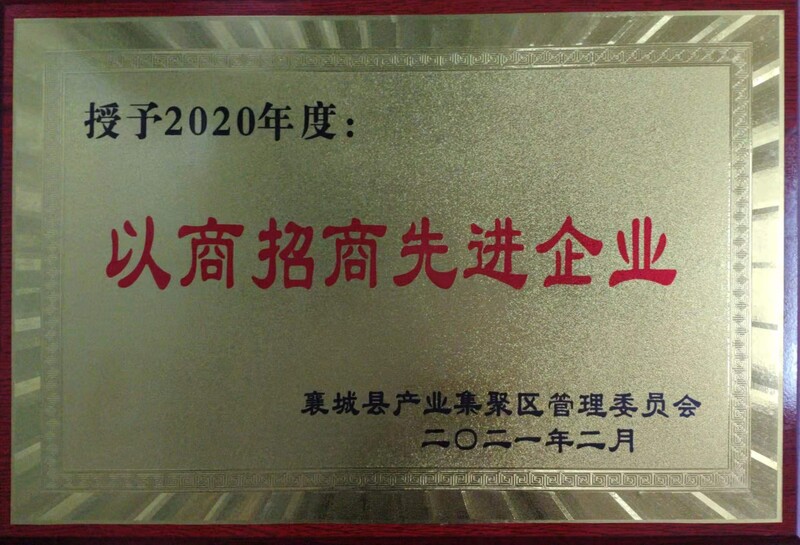 授予2020年度：
以商招商先进企业
襄城县产业集聚区管理委员会
二〇二一年二月